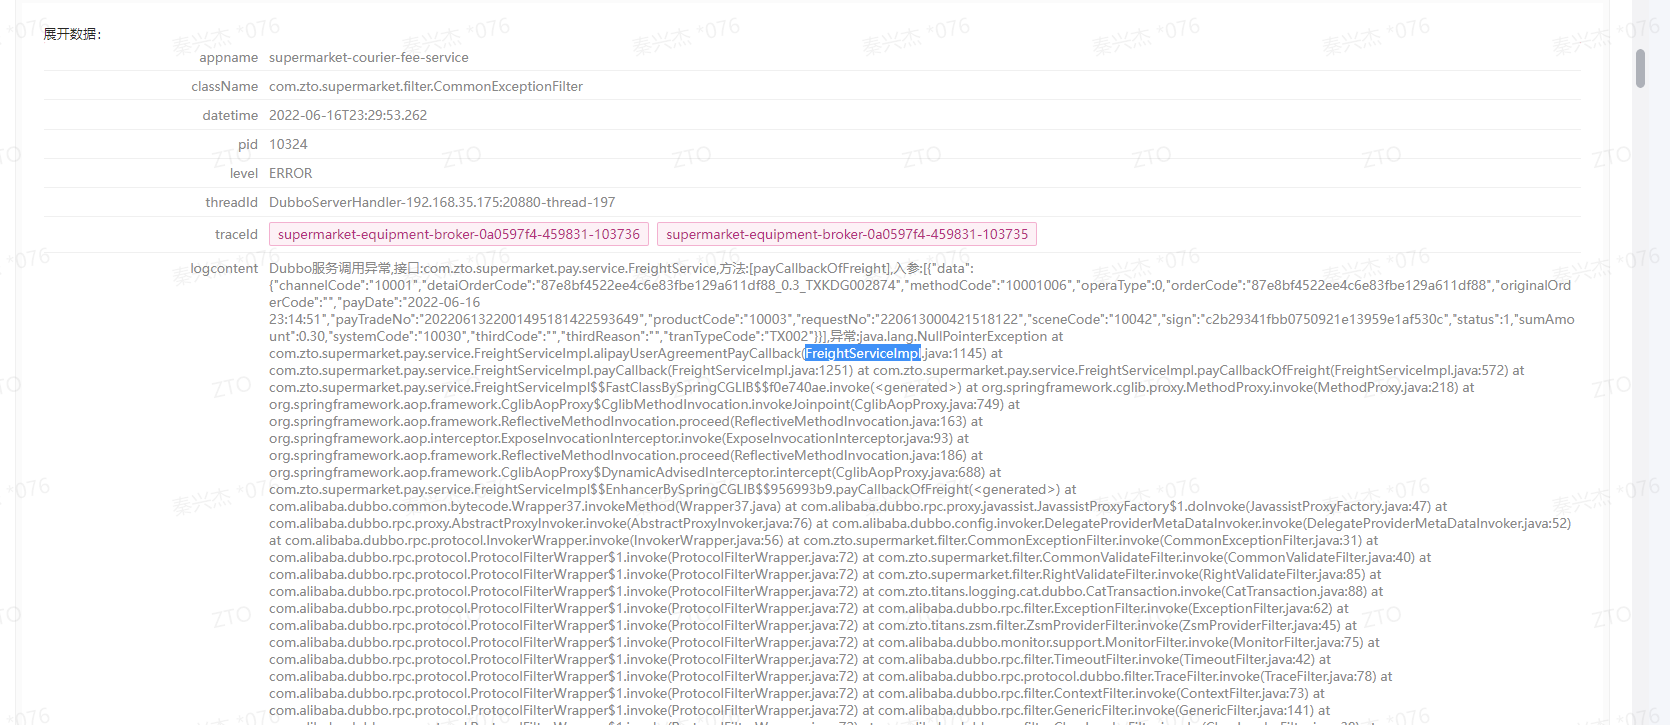 展开数据：
appname supermarket-courier-fee-service
className com.zto.supermarket.filter.CommonExceptionFilter
datetime 2022-06-16T23:29:53.262
pid 10324
level ERROR
threadId DubboServerHandler-192.168.35.175:20880-thread-197
traceId supermarket-equipment-broker-0a0597f4-459831-103736 supermarket-equipment-broker-0a0597f4-459831-103735
logcontent Dubbo服务调用异常,接口:com.zto.supermarket.pay.service.FreightService,方法:[payCallbackOfFreight],入参:[{"data":
{"channelCode":"10001","detaiOrderCode":"87e8bf4522ee4c6e83fbe129a611df88_0.3_TXKDG002874","methodCode":"10001006","operaType":0,"orderCode":"87e8bf4522ee4c6e83fbe129a611df88","originalOrd
erCode":"","payDate":"2022-06-16
23:14:51","payTradeNo":"2022061322001495181422593649","productCode":"10003","requestNo":"220613000421518122","sceneCode":"10042","sign":"c2b29341fbb0750921e13959e1af530c","status":1,"sumAmo
unt":0.30,"systemCode":"10030","thirdCode":"","thirdReason":"","tranTypeCode":"TX002"}}],异常:java.lang.NullPointerException at
com.zto.supermarket.pay.service.FreightServiceImpl.alipayUserAgreementPayCallback(FreightServiceImpl.java:1145) at
com.zto.supermarket.pay.service.FreightServiceImpl.payCallback(FreightServiceImpl.java:1251) at com.zto.supermarket.pay.service.FreightServiceImpl.payCallbackOfFreight(FreightServiceImpl.java:572) at
com.zto.supermarket.pay.service.FreightServiceImpl$$FastClassBySpringCGLIB$$f0e740ae.invoke(<generated>) at org.springframework.cglib.proxy.MethodProxy.invoke(MethodProxy.java:218) at
org.springframework.aop.framework.CglibAopProxy$CglibMethodInvocation.invokeJoinpoint(CglibAopProxy.java:749) at
org.springframework.aop.framework.ReflectiveMethodInvocation.proceed(ReflectiveMethodInvocation.java:163) at
org.springframework.aop.interceptor.ExposeInvocationInterceptor.invoke(ExposeInvocationInterceptor.java:93) at
org.springframework.aop.framework.ReflectiveMethodInvocation.proceed(ReflectiveMethodInvocation.java:186) at
org.springframework.aop.framework.CglibAopProxy$DynamicAdvisedInterceptor.intercept(CglibAopProxy.java:688) at
com.zto.supermarket.pay.service.FreightServiceImpl$$EnhancerBySpringCGLIB$$956993b9.payCallbackOfFreight(<generated>) at
com.alibaba.dubbo.common.bytecode.Wrapper37.invokeMethod(Wrapper37.java) at com.alibaba.dubbo.rpc.proxy.javassist.JavassistProxyFactory$1.doInvoke(JavassistProxyFactory.java:47) at
com.alibaba.dubbo.rpc.proxy.AbstractProxyInvoker.invoke(AbstractProxyInvoker.java:76) at com.alibaba.dubbo.config.invoker.DelegateProviderMetaDataInvoker.invoke(DelegateProviderMetaDataInvoker.java:52)
at com.alibaba.dubbo.rpc.protocol.InvokerWrapper.invoke(InvokerWrapper.java:56) at com.zto.supermarket.filter.CommonExceptionFilter.invoke(CommonExceptionFilter.java:31) at
com.alibaba.dubbo.rpc.protocol.ProtocolFilterWrapper$1.invoke(ProtocolFilterWrapper.java:72) at com.zto.supermarket.filter.CommonValidateFilter.invoke(CommonValidateFilter.java:40) at
com.alibaba.dubbo.rpc.protocol.ProtocolFilterWrapper$1.invoke(ProtocolFilterWrapper.java:72) at com.zto.supermarket.filter.RightValidateFilter.invoke(RightValidateFilter.java:85) at
com.alibaba.dubbo.rpc.protocol.ProtocolFilterWrapper$1.invoke(ProtocolFilterWrapper.java:72) at com.zto.titans.logging.cat.dubbo.CatTransaction.invoke(CatTransaction.java:88) at
com.alibaba.dubbo.rpc.protocol.ProtocolFilterWrapper$1.invoke(ProtocolFilterWrapper.java:72) at com.alibaba.dubbo.rpc.filter.ExceptionFilter.invoke(ExceptionFilter.java:62) at
com.alibaba.dubbo.rpc.protocol.ProtocolFilterWrapper$1.invoke(ProtocolFilterWrapper.java:72) at com.zto.titans.zsm.filter.ZsmProviderFilter.invoke(ZsmProviderFilter.java:45) at
com.alibaba.dubbo.rpc.protocol.ProtocolFilterWrapper$1.invoke(ProtocolFilterWrapper.java:72) at com.alibaba.dubbo.monitor.support.MonitorFilter.invoke(MonitorFilter.java:75) at
com.alibaba.dubbo.rpc.protocol.ProtocolFilterWrapper$1.invoke(ProtocolFilterWrapper.java:72) at com.alibaba.dubbo.rpc.filter.TimeoutFilter.invoke(TimeoutFilter.java:42) at
com.alibaba.dubbo.rpc.protocol.ProtocolFilterWrapper$1.invoke(ProtocolFilterWrapper.java:72) at com.alibaba.dubbo.rpc.protocol.dubbo.filter.TraceFilter.invoke(TraceFilter.java:78) at
com.alibaba.dubbo.rpc.protocol.ProtocolFilterWrapper$1.invoke(ProtocolFilterWrapper.java:72) at com.alibaba.dubbo.rpc.filter.ContextFilter.invoke(ContextFilter.java:73) at
com.alibaba.dubbo.rpc.protocol.ProtocolFilterWrapper$1.invoke(ProtocolFilterWrapper.java:72) at com.alibaba.dubbo.rpc.filter.GenericFilter.invoke(GenericFilter.java:141) at